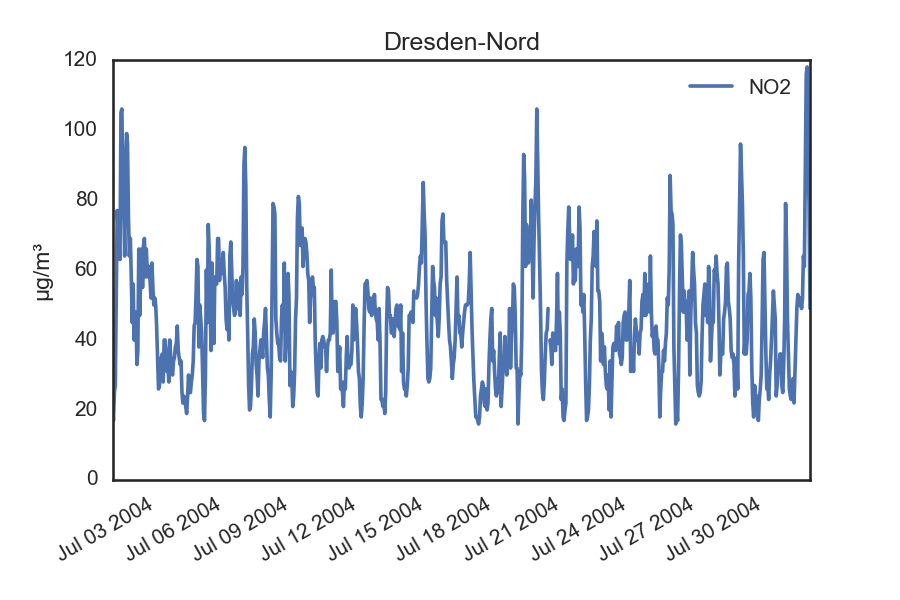 Dresden-Nord
NO2
µg/m³
120
100
80
60
40
20
0
Jul 03 2004
Jul 06 2004
Jul 09 2004
Jul 12 2004
Jul 15 2004
Jul 18 2004
Jul 21 2004
Jul 24 2004
Jul 27 2004
Jul 30 2004